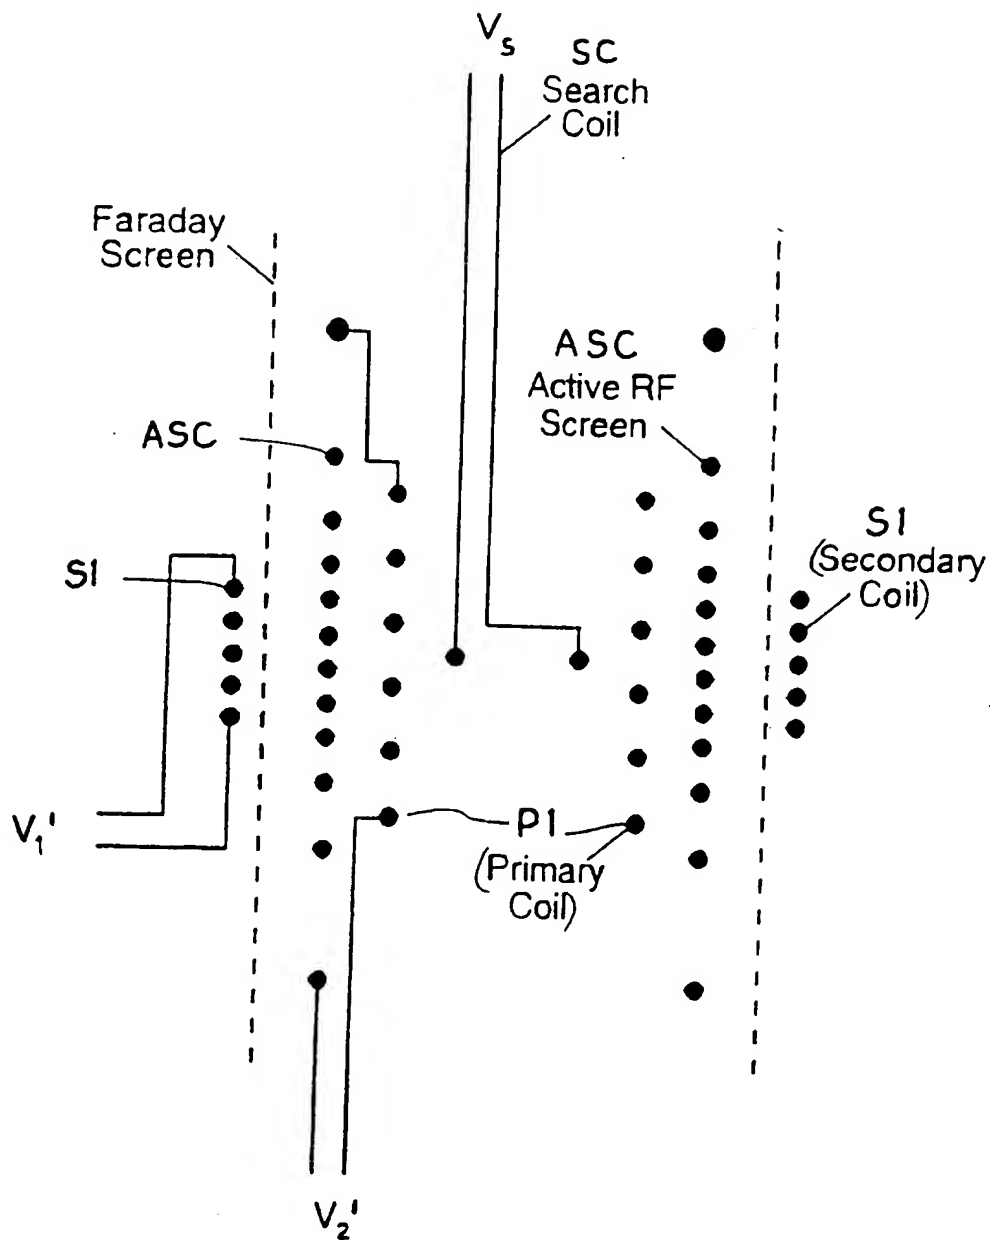 Vs
SC
Search
Coil
Faraday
Screen
ASC
Active RF
Screen
ASC
S1
(Secondary
Coil)
S1
V1'
P1
(Primary
Coil)
V2'